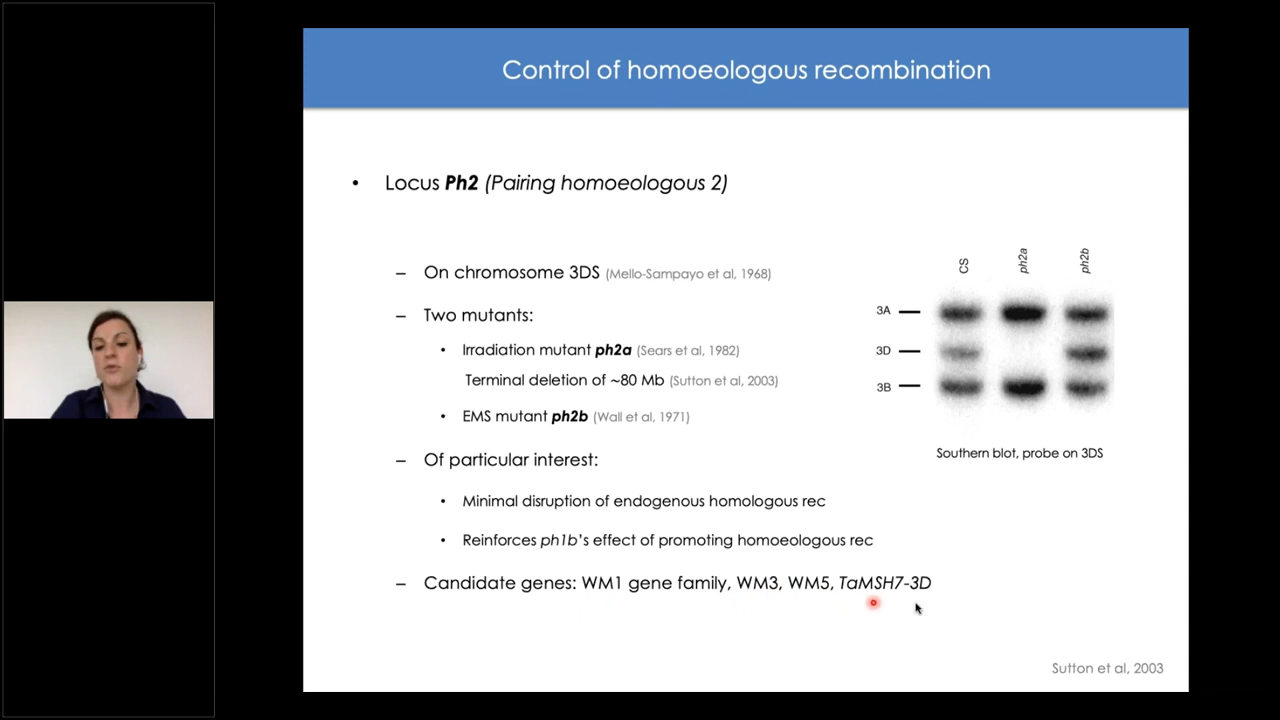 Control of homoeologous recombination
• Locus Ph2 (Pairing homoeologous 2)
– On chromosome 3DS (Mello-Sampayo et al, 1968)
– Two mutants:
• Irradiation mutant ph2a (Sears et al, 1982)
Terminal deletion of ~80 Mb (Sutton et al, 2003)
• EMS mutant ph2b (Wall et al, 1971)
– Of particular interest:
• Minimal disruption of endogenous homologous rec
• Reinforces ph1b's effect of promoting homoeologous rec
– Candidate genes: WM1 gene family, WM3, WM5, TaMSH7-3D
CS ph2a ph2b
3A
3D
3B
Southern blot, probe on 3DS
Sutton et al, 2003